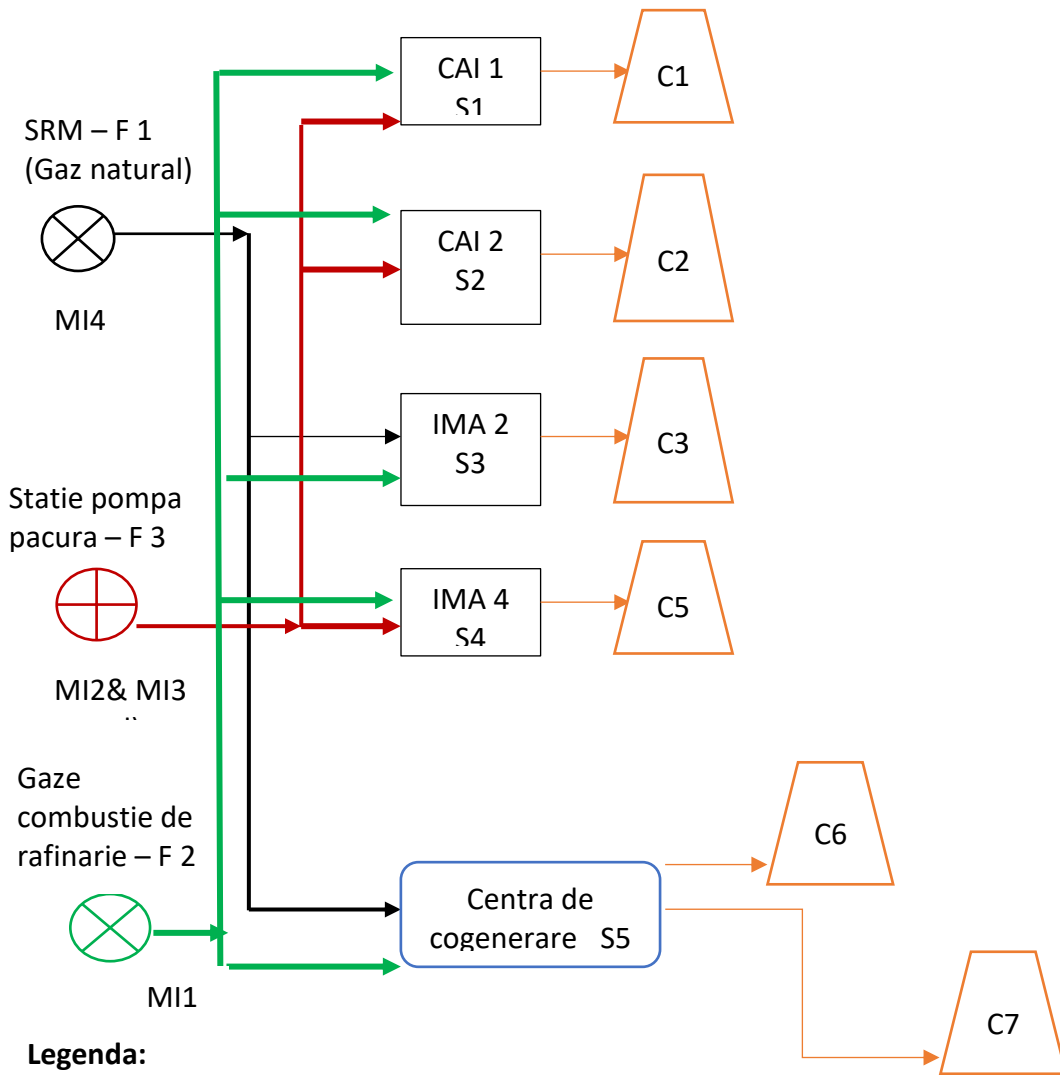 CAI 1
S1
C1
SRM – F 1
(Gaz natural)
MI4
CAI 2
S2
C2
IMA 2
S3
C3
Statie pompa
pacura – F 3
MI2& MI3
IMA 4
S4
C5
Gaze
combustie de
rafinarie – F 2
MI1
Centra de
cogenerare S5
C6
C7
Legenda: